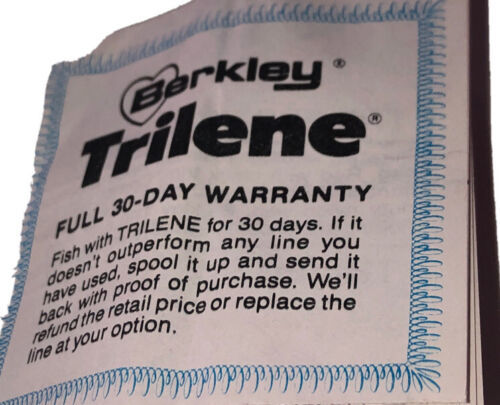 Berkley®
Trilene®
FULL 30-DAY WARRANTY
Fish with TRILENE for 30 days. If it
doesn't outperform any line you
have used, spool it up and send it
back with proof of purchase. We'll
refund the retail price or replace the
line at your option.